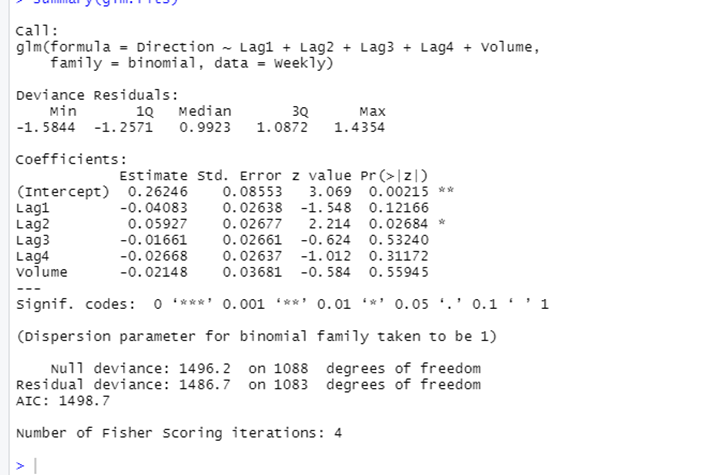 > summary(glm.fits)
Call:
glm(formula = Direction ~ Lag1 + Lag2 + Lag3 + Lag4 + Volume,
    family = binomial, data = Weekly)
Deviance Residuals:
    Min       1Q   Median       3Q      Max
-1.5844  -1.2571   0.9923   1.0872   1.4354
Coefficients:
            Estimate Std. Error z value Pr(>|z|)
(Intercept)  0.26246    0.08553   3.069  0.00215 **
Lag1        -0.04083    0.02638  -1.548  0.12166
Lag2         0.05927    0.02677   2.214  0.02684 *
Lag3        -0.01661    0.02661  -0.624  0.53240
Lag4        -0.02668    0.02637  -1.012  0.31172
Volume      -0.02148    0.03681  -0.584  0.55945
---
Signif. codes:  0 ‘***’ 0.001 ‘**’ 0.01 ‘*’ 0.05 ‘.’ 0.1 ‘ ’ 1
(Dispersion parameter for binomial family taken to be 1)
    Null deviance: 1496.2  on 1088  degrees of freedom
Residual deviance: 1486.7  on 1083  degrees of freedom
AIC: 1498.7
Number of Fisher Scoring iterations: 4
>